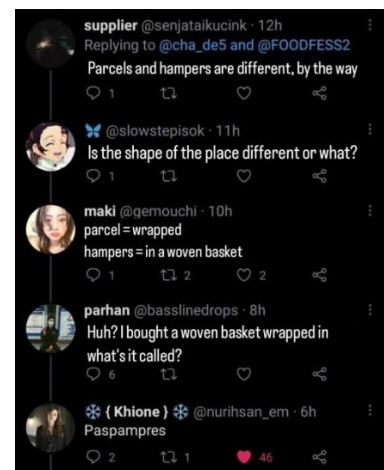 supplier @senjataikucink · 12h
Replying to @cha_de5 and @FOODFESS2
Parcels and hampers are different, by the way
1
🦋 @slowstepisok · 11h
Is the shape of the place different or what?
1
maki @gemouchi · 10h
parcel = wrapped
hampers = in a woven basket
1 2 2
parhan @basslinedrops · 8h
Huh? I bought a woven basket wrapped in
what's it called?
6
❄ { Khione } ❄ @nurihsan_em · 6h
Paspampres
2 1 46